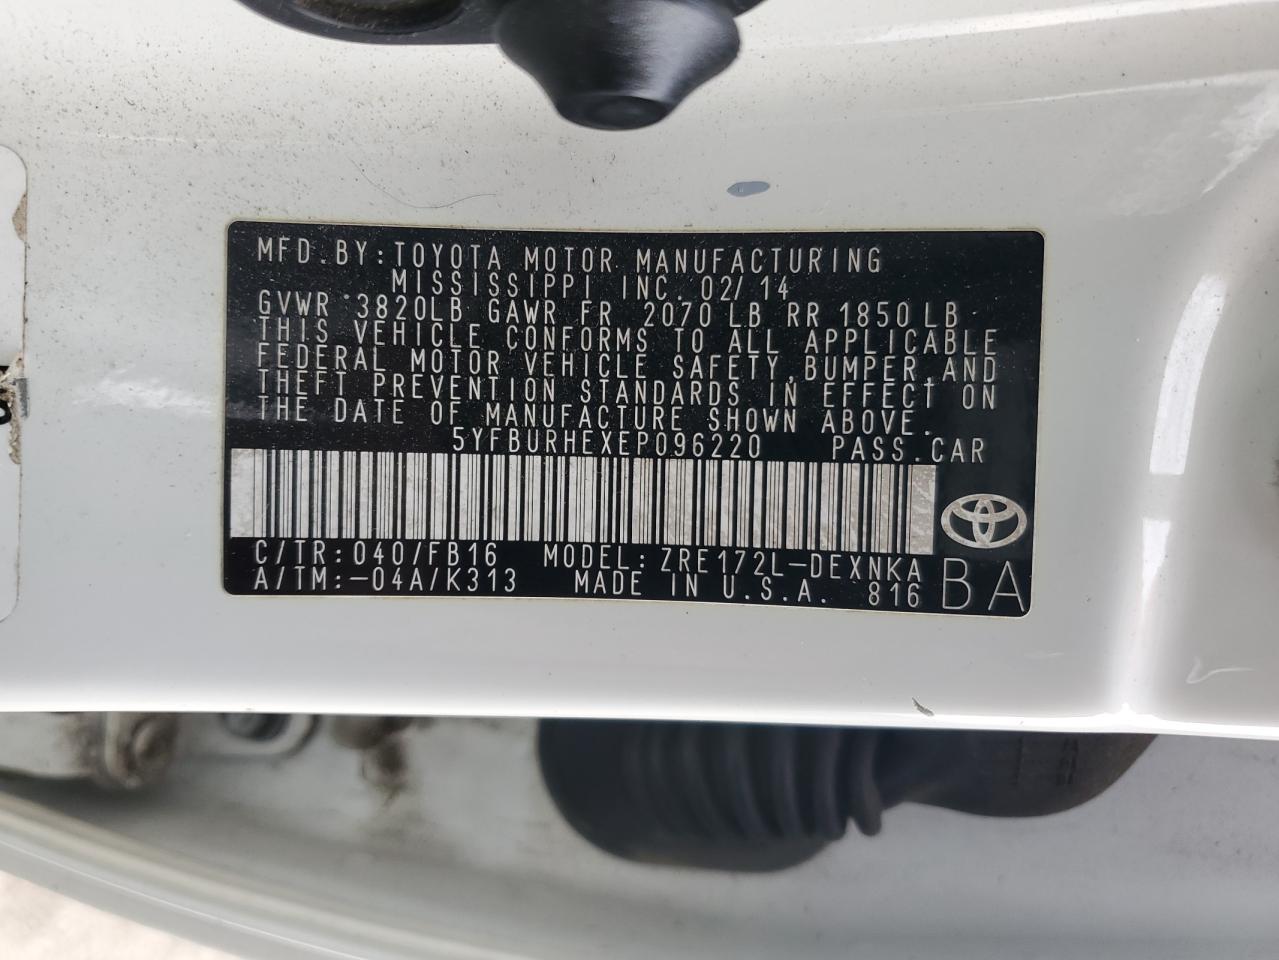 MFD.BY:TOYOTA MOTOR MANUFACTURING
MISSISSIPPI INC. 02/14
GVWR 3820LB GAWR FR 2070 LB RR 1850 LB
THIS VEHICLE CONFORMS TO ALL APPLICABLE
FEDERAL MOTOR VEHICLE SAFETY,BUMPER,AND
THEFT PREVENTION STANDARDS IN EFFECT ON
THE DATE OF MANUFACTURE SHOWN ABOVE.
5YFBURHEXEP096220 PASS.CAR
C/TR:040/FB16 MODEL:ZRE172L-DEXNKA
A/TM:-04A/K313 MADE IN U.S.A. 816 BA